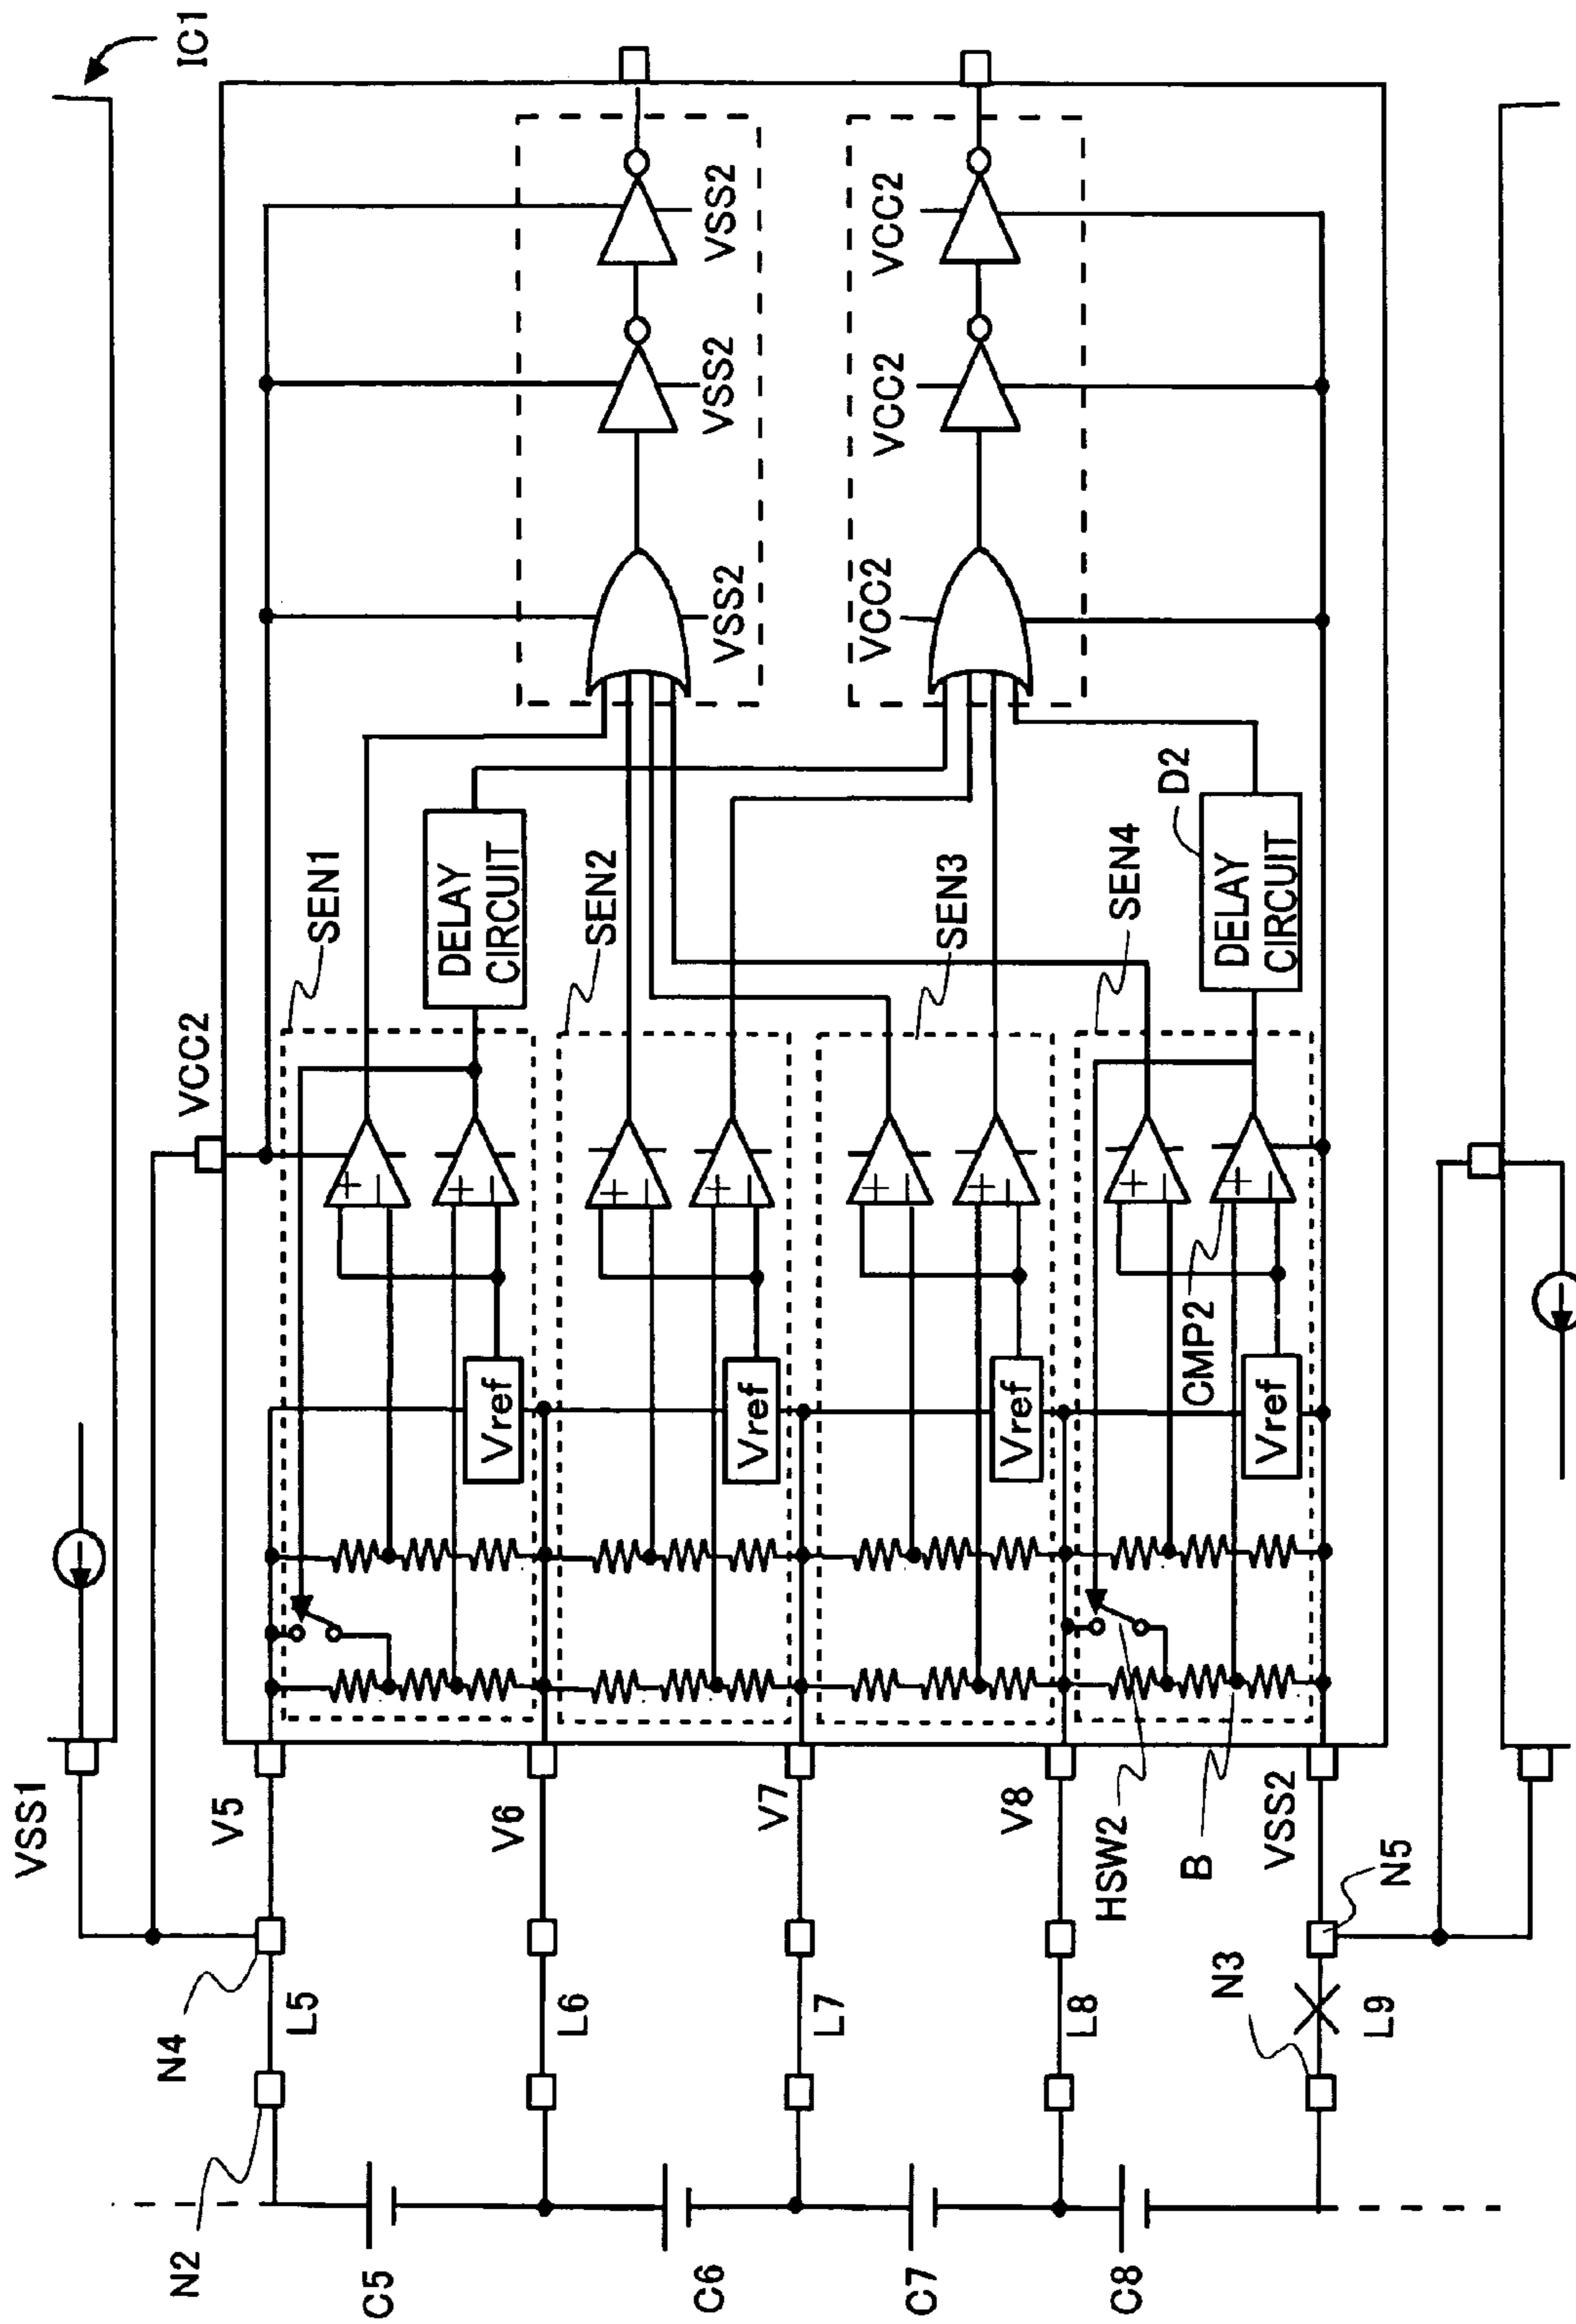 IC1
VSS1
VCC2
SEN1
DELAY
CIRCUIT
VSS2
VSS2
VSS2
V5
N4
L5
N2
C5
Vref
+
−
+
−
SEN2
V6
L6
C6
Vref
+
−
+
−
VCC2
VCC2
VCC2
SEN3
V7
L7
C7
Vref
+
−
+
−
SEN4
D2
DELAY
CIRCUIT
V8
L8
C8
HSW2
B
CMP2
Vref
+
−
+
−
VSS2
N5
N3
L9